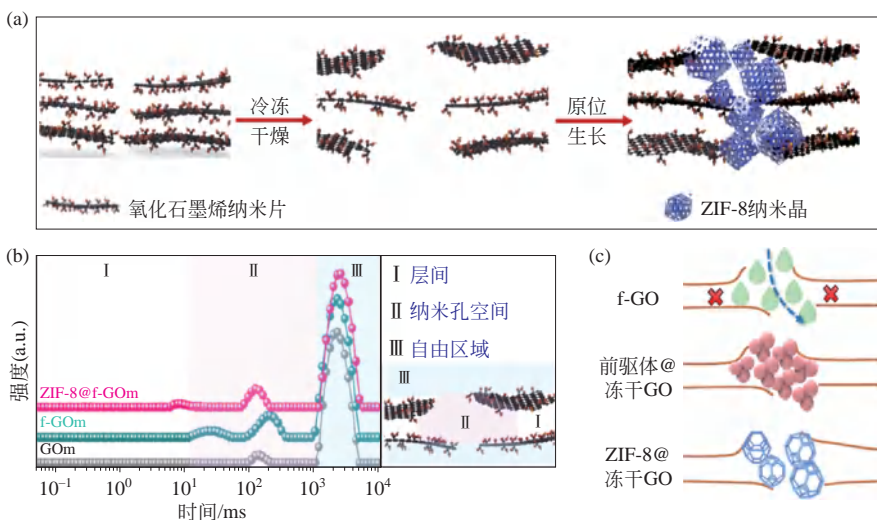 (a)
冷冻
干燥
原位
生长
氧化石墨烯纳米片
ZIF-8纳米晶
(b)
Ⅰ
Ⅱ
Ⅲ
强度(a.u.)
ZIF-8@f-GOm
f-GOm
GOm
10⁻¹ 10⁰ 10¹ 10² 10³ 10⁴
时间/ms
Ⅰ 层间
Ⅱ 纳米孔空间
Ⅲ 自由区域
Ⅲ
Ⅱ
Ⅰ
(c)
f-GO
前驱体@
冻干GO
ZIF-8@
冻干GO